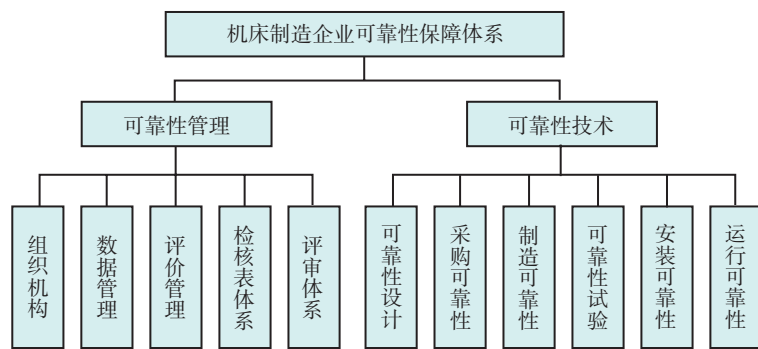 机床制造企业可靠性保障体系
可靠性管理
可靠性技术
组织机构
数据管理
评价管理
检核表体系
评审体系
可靠性设计
采购可靠性
制造可靠性
可靠性试验
安装可靠性
运行可靠性